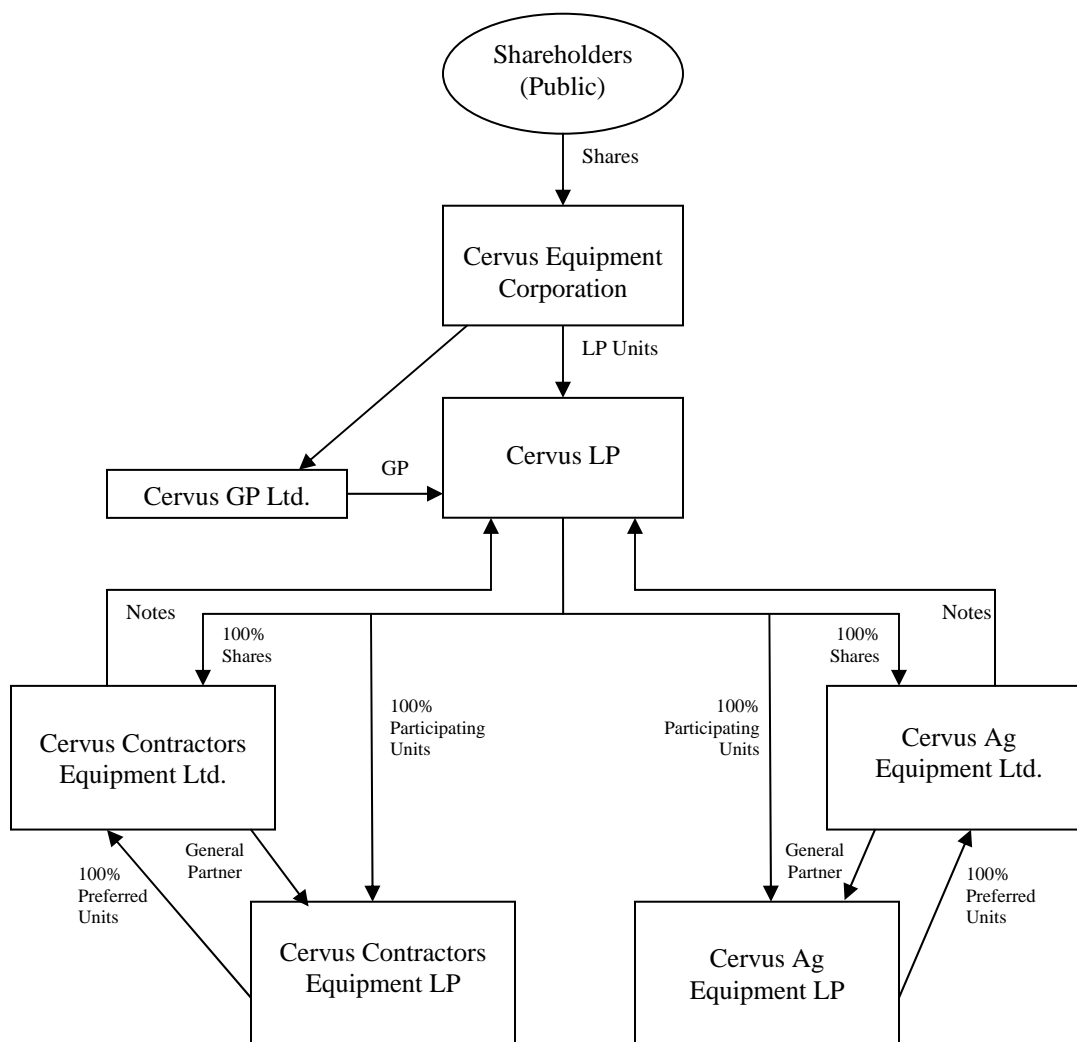 Shareholders
(Public)
Shares
Cervus Equipment
Corporation
LP Units
Cervus LP
GP
Cervus GP Ltd.
Notes
Notes
100%
Shares
100%
Shares
100%
Participating
Units
100%
Participating
Units
Cervus Contractors
Equipment Ltd.
Cervus Ag
Equipment Ltd.
General
Partner
General
Partner
100%
Preferred
Units
100%
Preferred
Units
Cervus Contractors
Equipment LP
Cervus Ag
Equipment LP